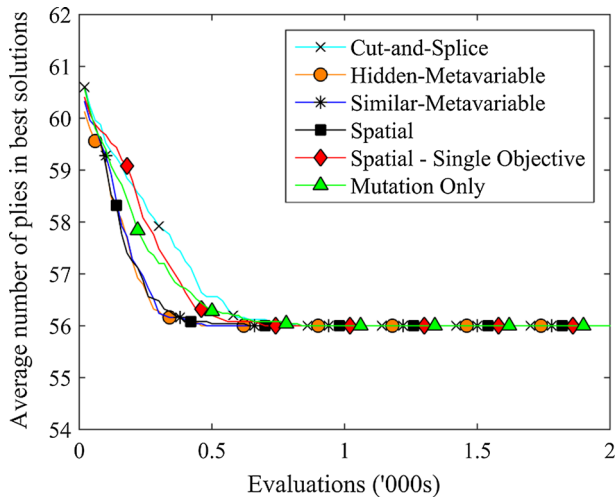 62
61
60
59
58
57
56
55
54
Average number of plies in best solutions
Cut-and-Splice
Hidden-Metavariable
Similar-Metavariable
Spatial
Spatial - Single Objective
Mutation Only
0 0.5 1 1.5 2
Evaluations ('000s)